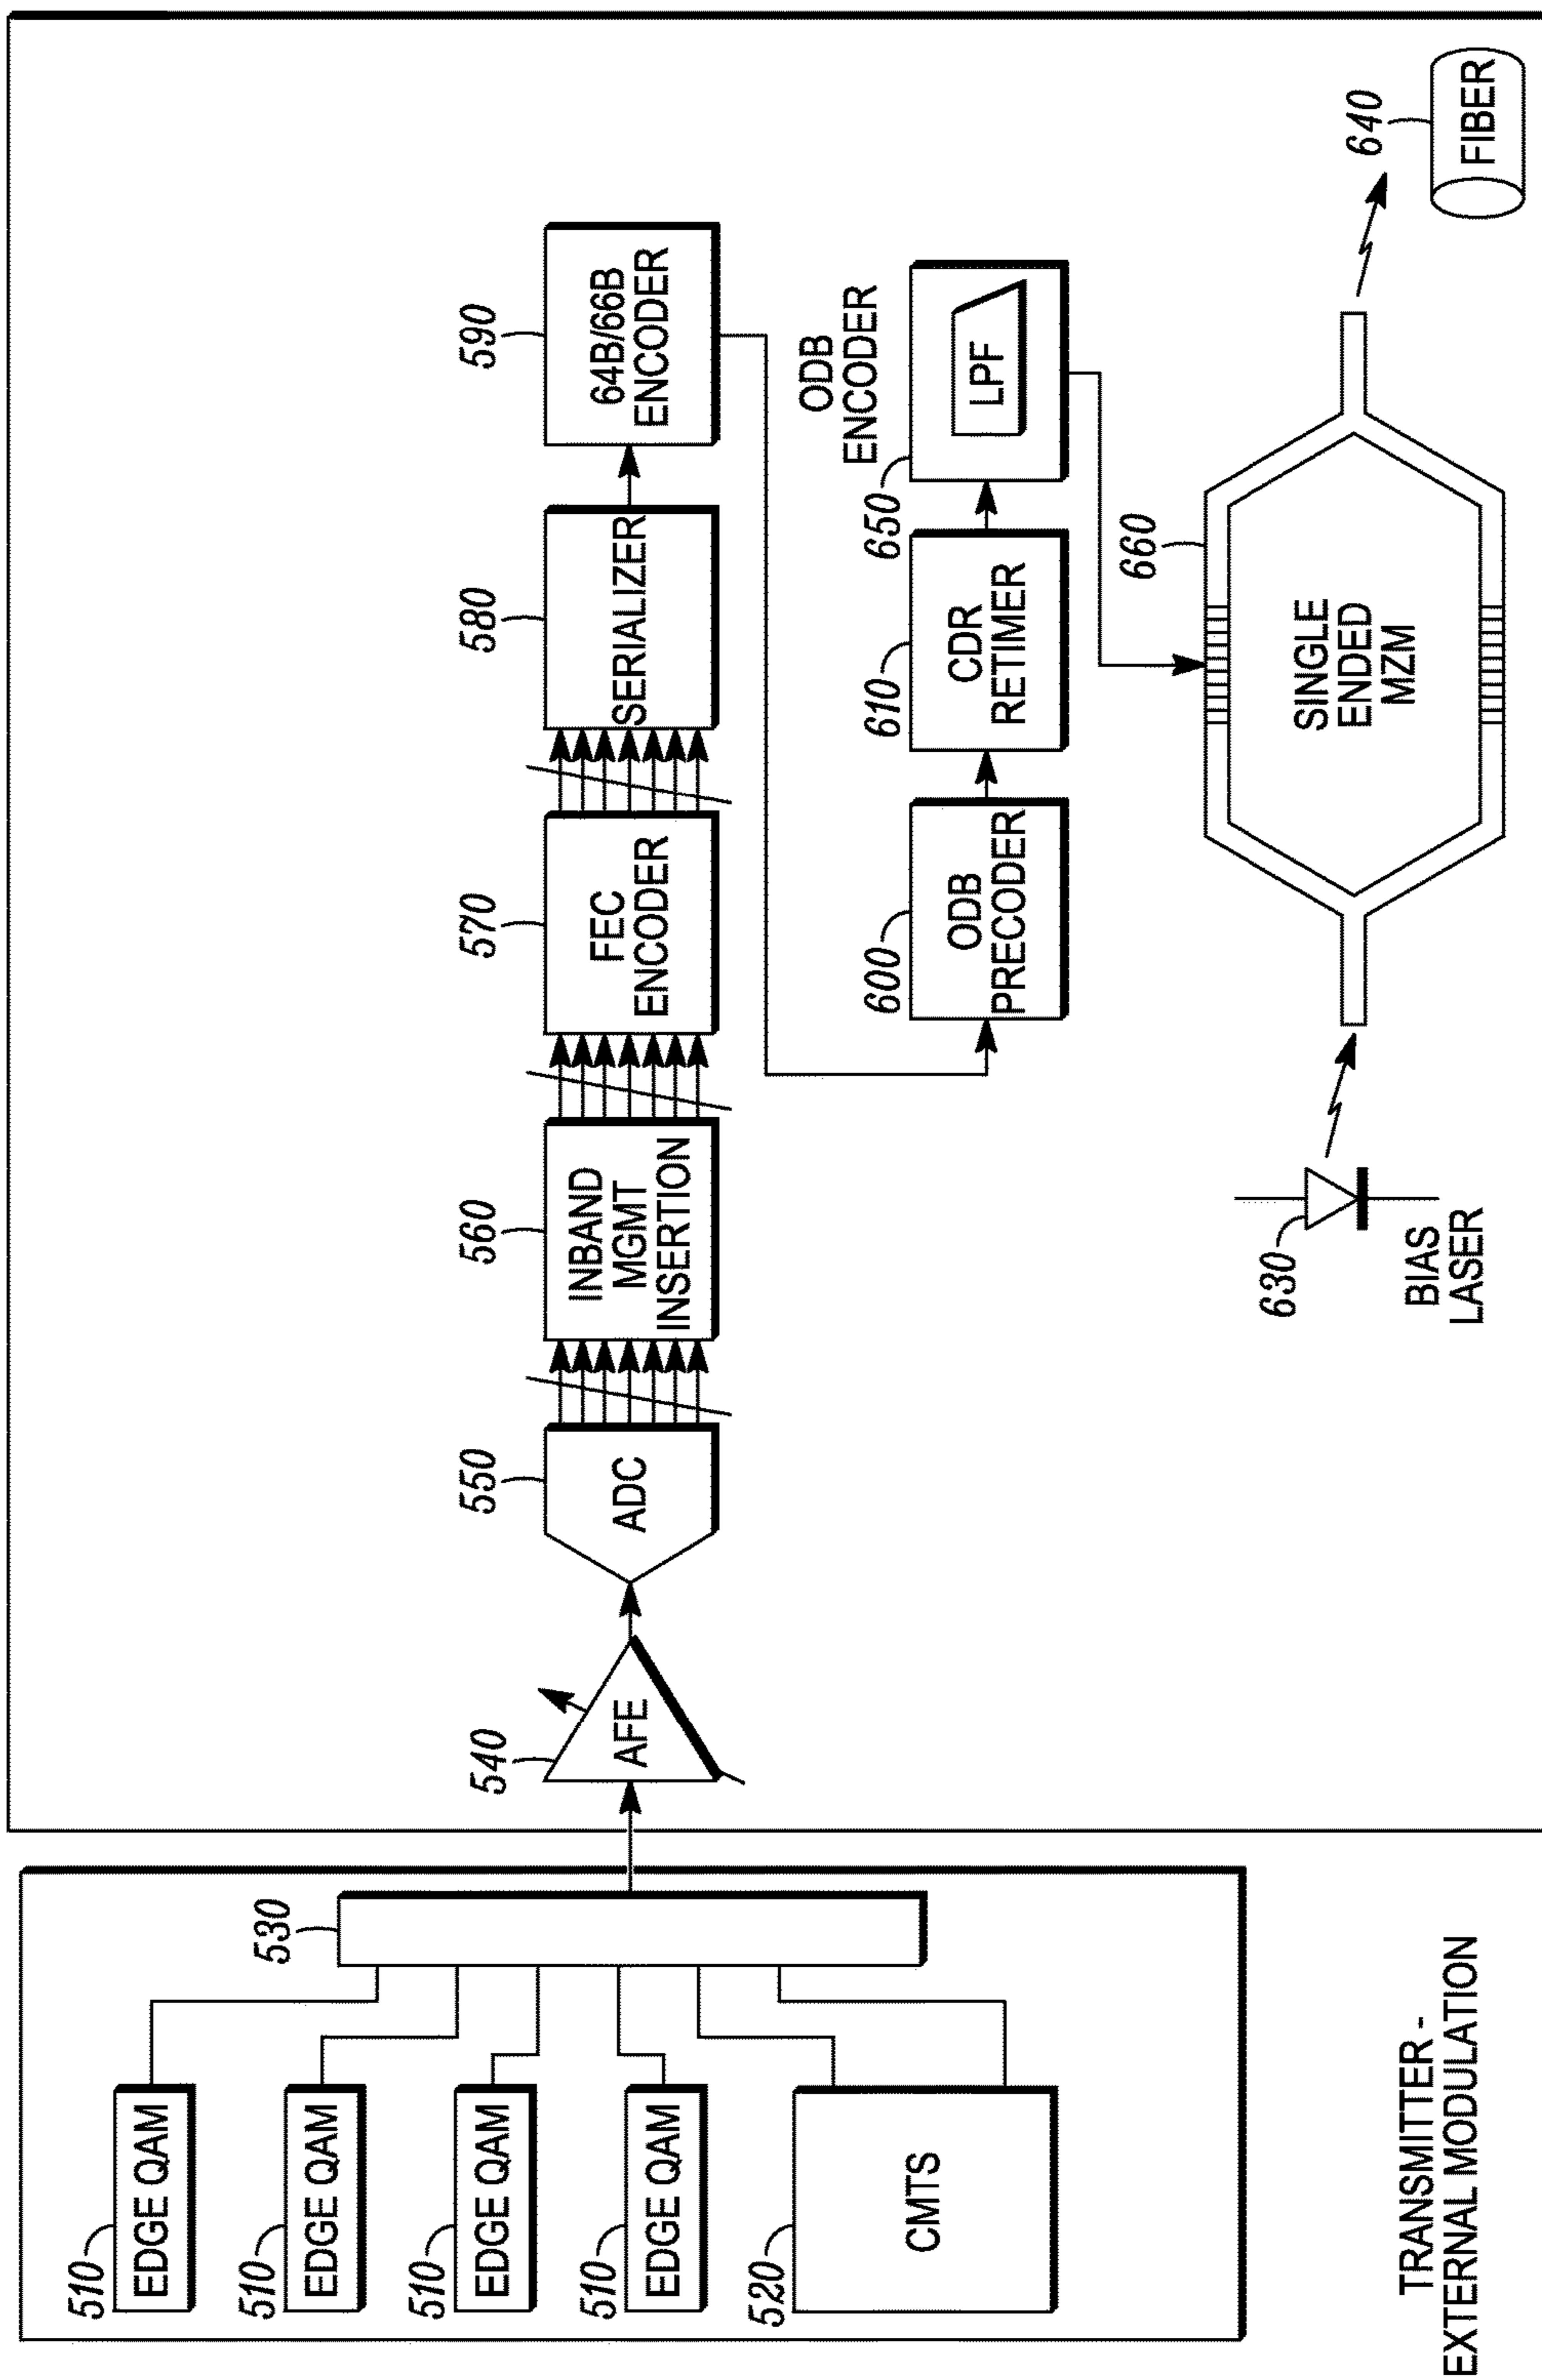 510
EDGE QAM
510
EDGE QAM
510
EDGE QAM
510
EDGE QAM
520
CMTS
530
540
AFE
550
ADC
560
INBAND
MGMT
INSERTION
570
FEC
ENCODER
580
SERIALIZER
590
64B/66B
ENCODER
600
ODB
PRECODER
610
CDR
RETIMER
650
ODB
ENCODER
LPF
630
BIAS
LASER
660
SINGLE
ENDED
MZM
640
FIBER
TRANSMITTER -
EXTERNAL MODULATION